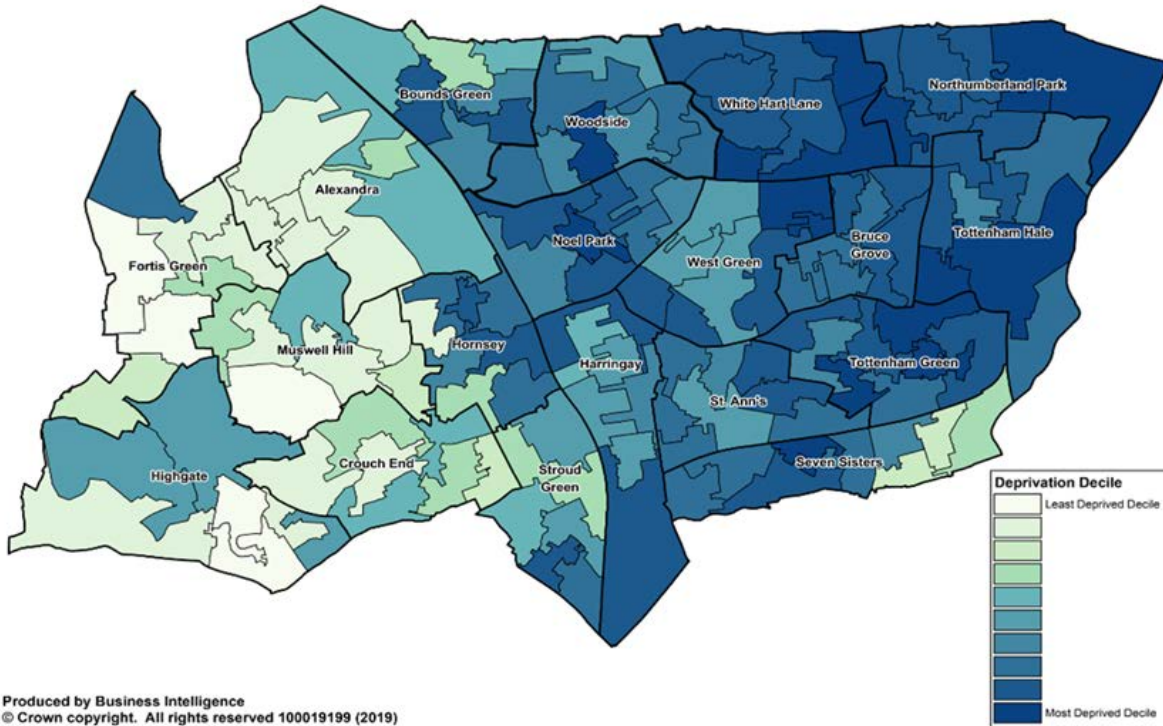 Bounds Green
White Hart Lane
Northumberland Park
Woodside
Alexandra
Noel Park
Bruce
Grove
Tottenham Hale
Fortis Green
West Green
Muswell Hill
Hornsey
Harringay
Tottenham Green
St. Ann's
Highgate
Crouch End
Stroud
Green
Seven Sisters
Deprivation Decile
Least Deprived Decile
Most Deprived Decile
Produced by Business Intelligence
© Crown copyright. All rights reserved 100019199 (2019)